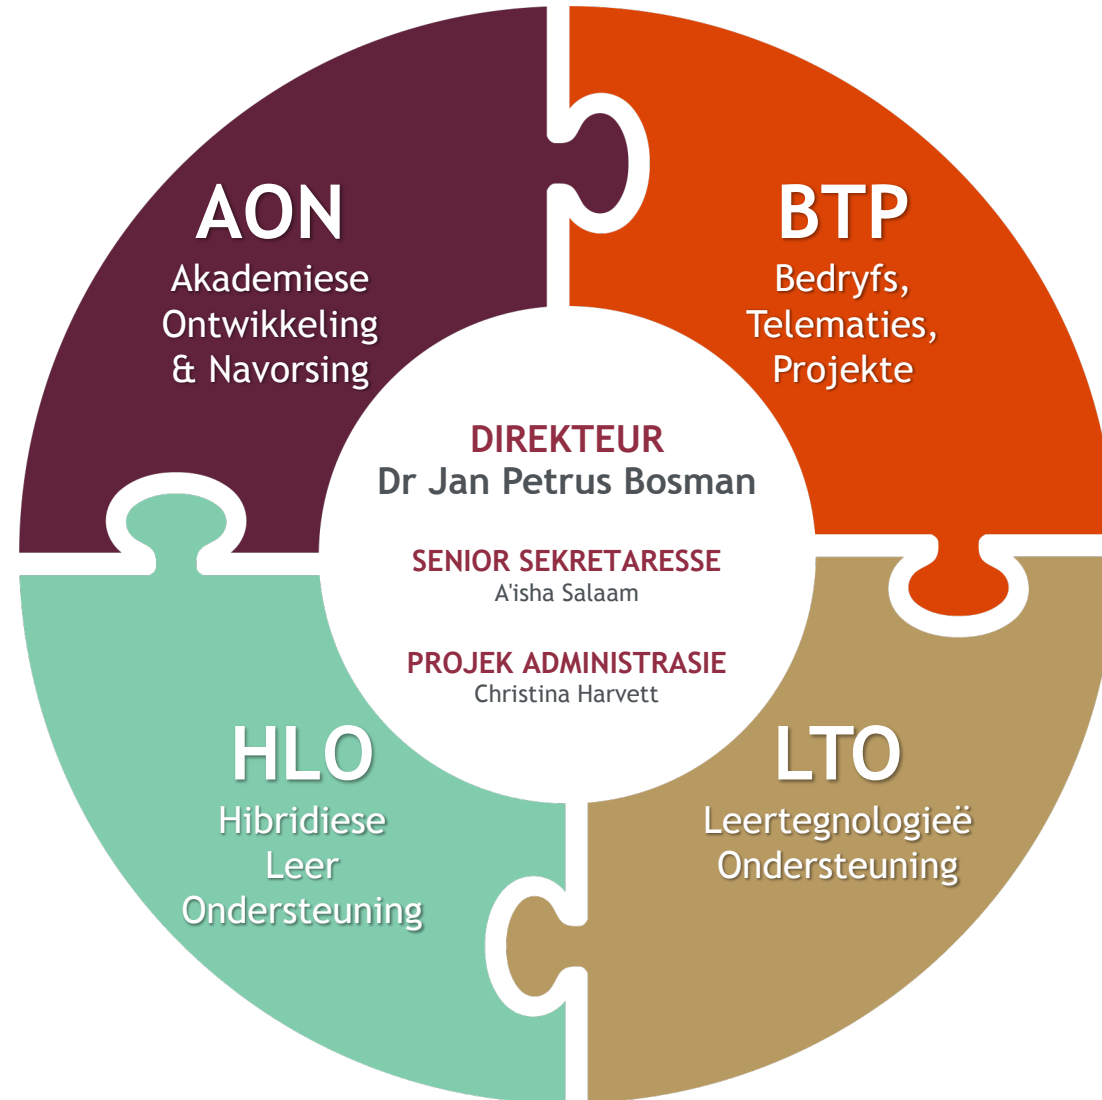 AON
Akademiese
Ontwikkeling
& Navorsing
BTP
Bedryfs,
Telematies,
Projekte
DIREKTEUR
Dr Jan Petrus Bosman
SENIOR SEKRETARESSE
A'isha Salaam
PROJEK ADMINISTRASIE
Christina Harvett
HLO
Hibridiese
Leer
Ondersteuning
LTO
Leertegnologieë
Ondersteuning